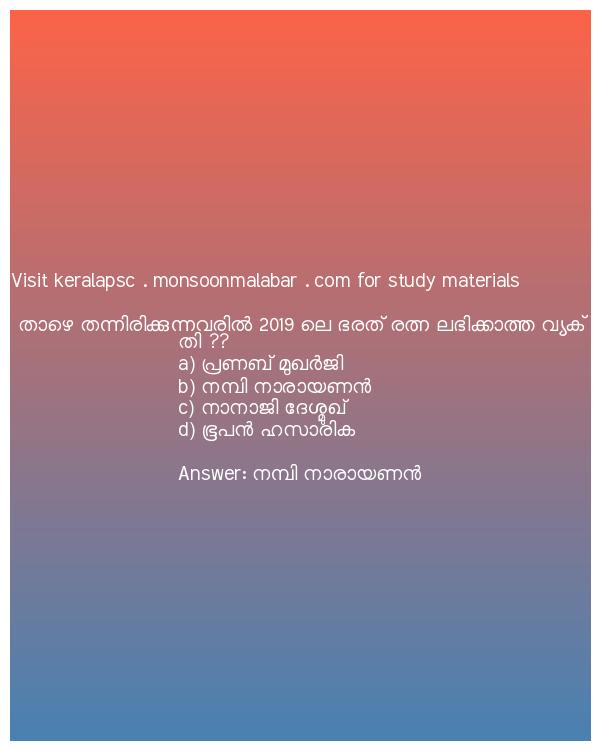 Visit keralapsc . monsoonmalabar . com for study materials
താഴെ തന്നിരിക്കുന്നവരിൽ 2019 ലെ ഭരത് രത്ന ലഭിക്കാത്ത വ്യക്
തി ??
a) പ്രണബ് മുഖർജി
b) നമ്പി നാരായണൻ
c) നാനാജി ദേശ്മുഖ്
d) ഭൂപൻ ഹസാരിക
Answer: നമ്പി നാരായണൻ